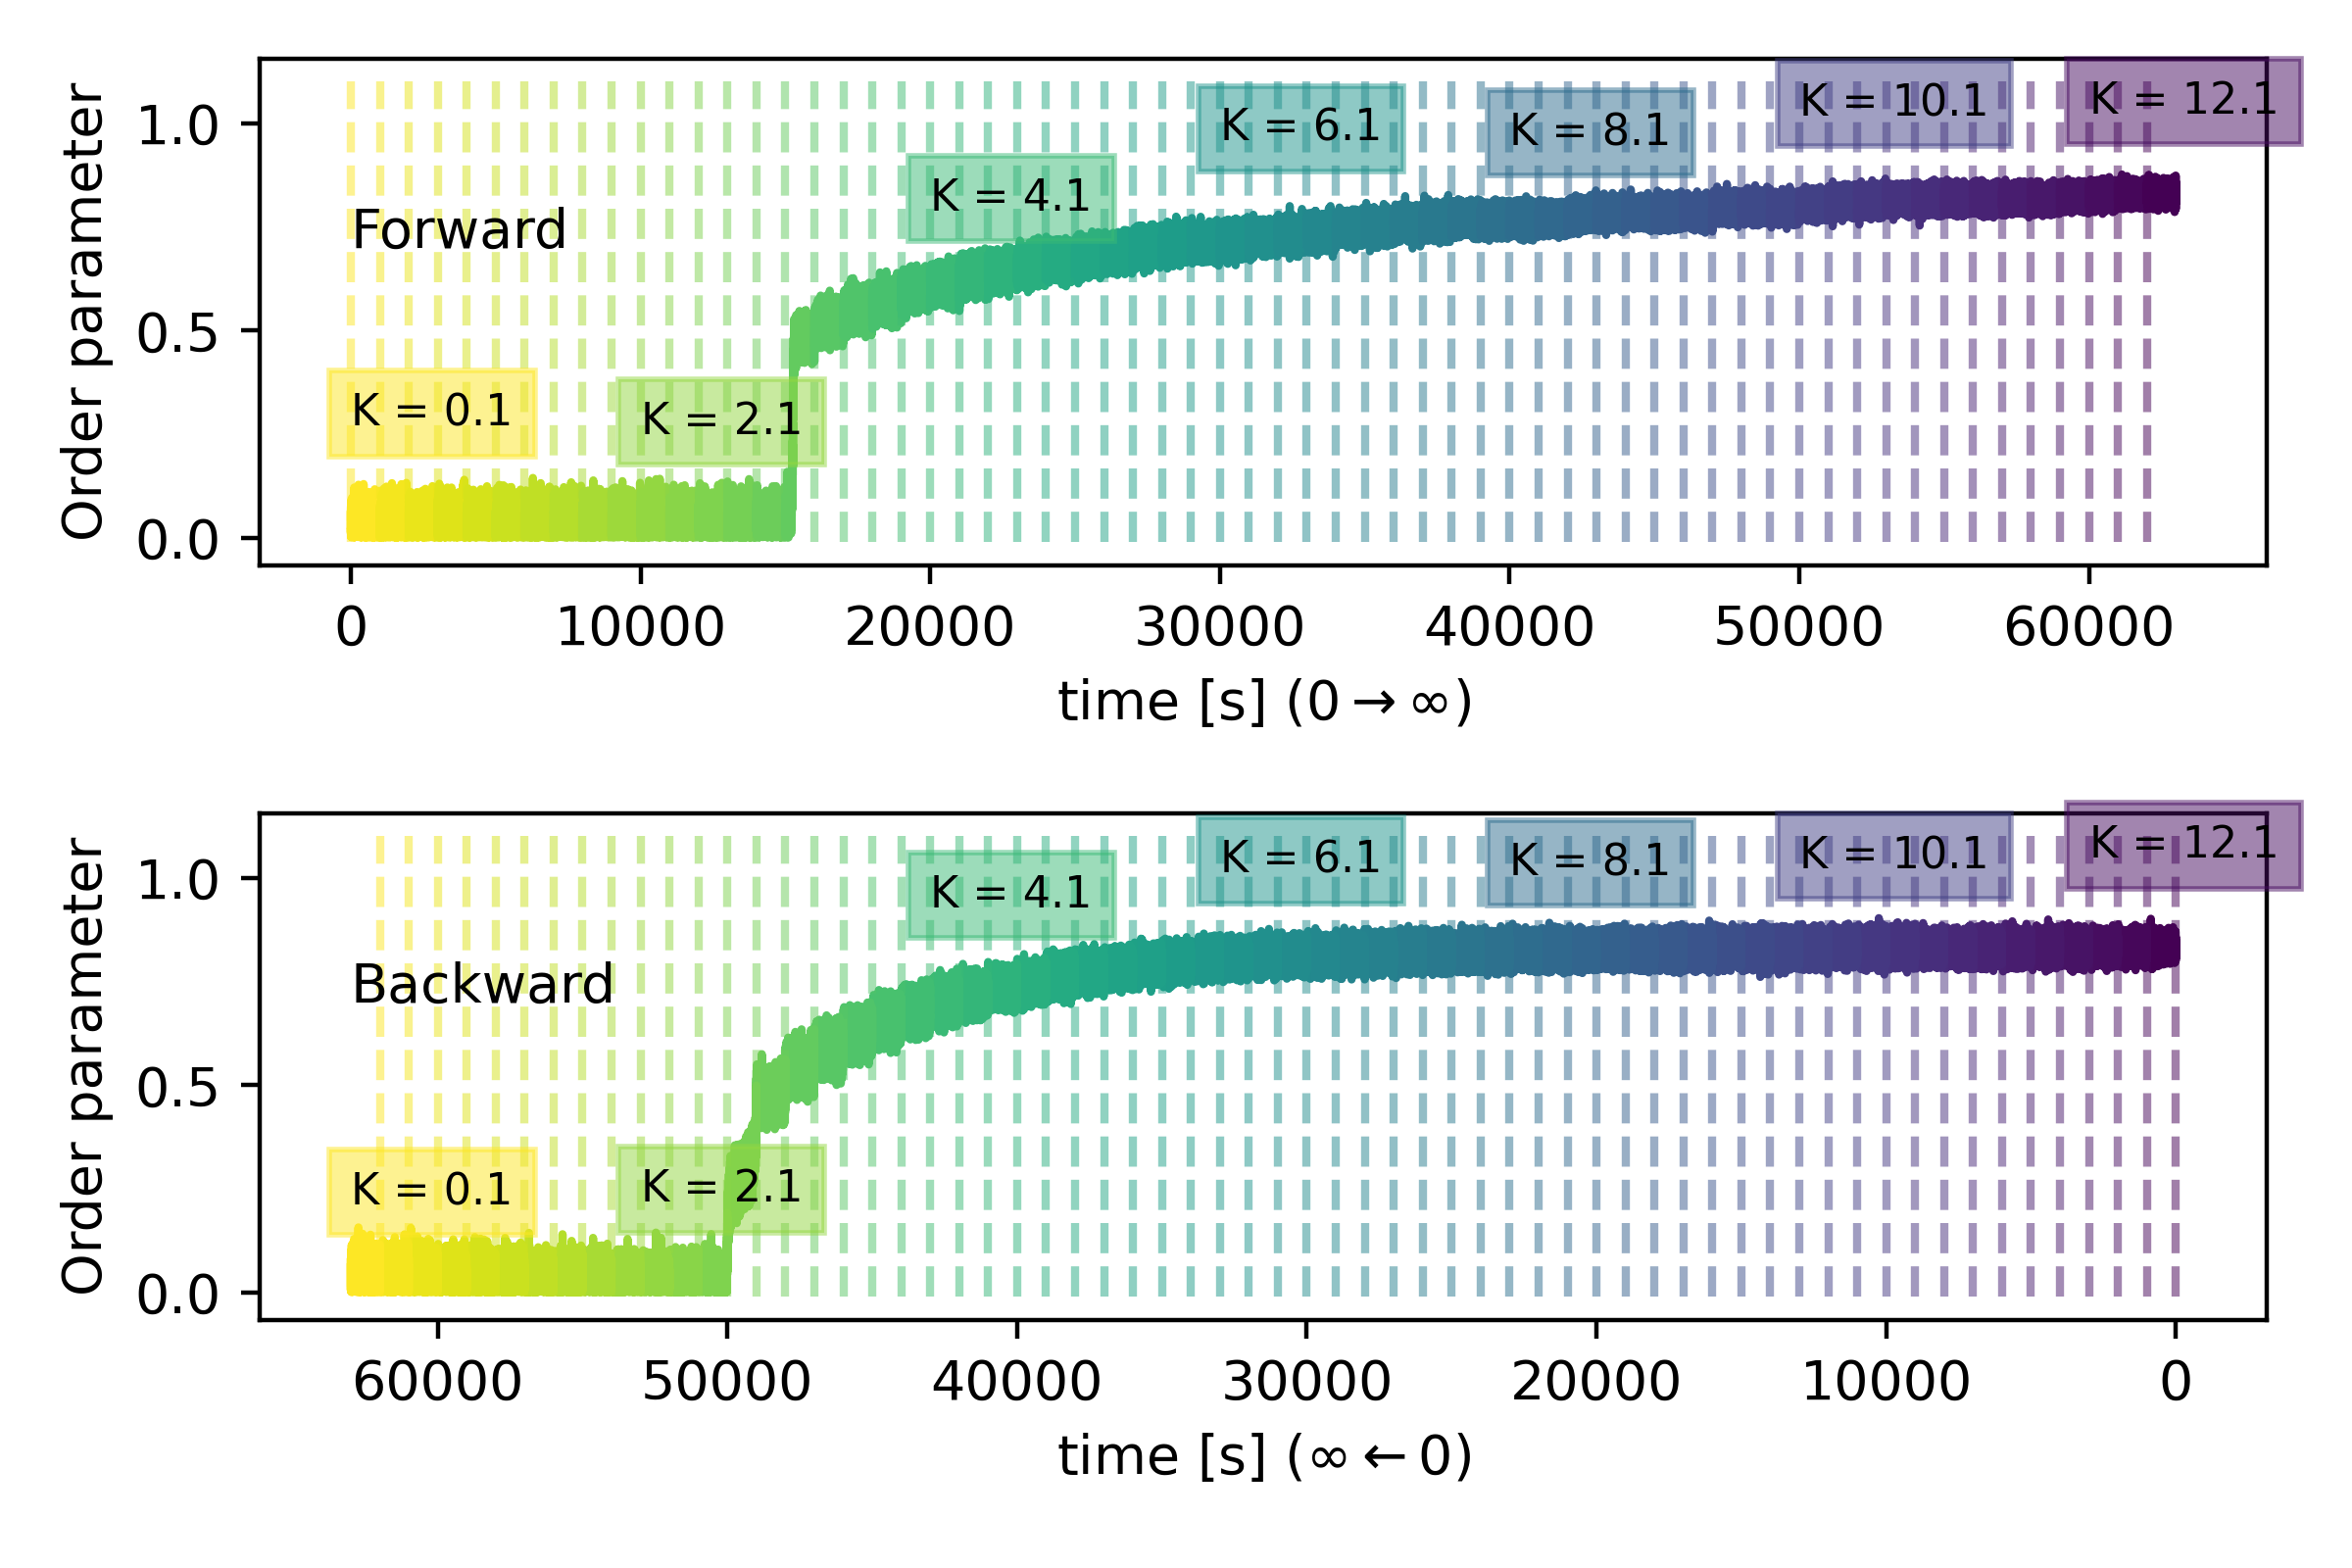 Order parameter
1.0
0.5
0.0
Forward
K = 0.1
K = 2.1
K = 4.1
K = 6.1
K = 8.1
K = 10.1
K = 12.1
0 10000 20000 30000 40000 50000 60000
time [s] (0 → ∞)
Order parameter
1.0
0.5
0.0
Backward
K = 0.1
K = 2.1
K = 4.1
K = 6.1
K = 8.1
K = 10.1
K = 12.1
60000 50000 40000 30000 20000 10000 0
time [s] (∞ ← 0)